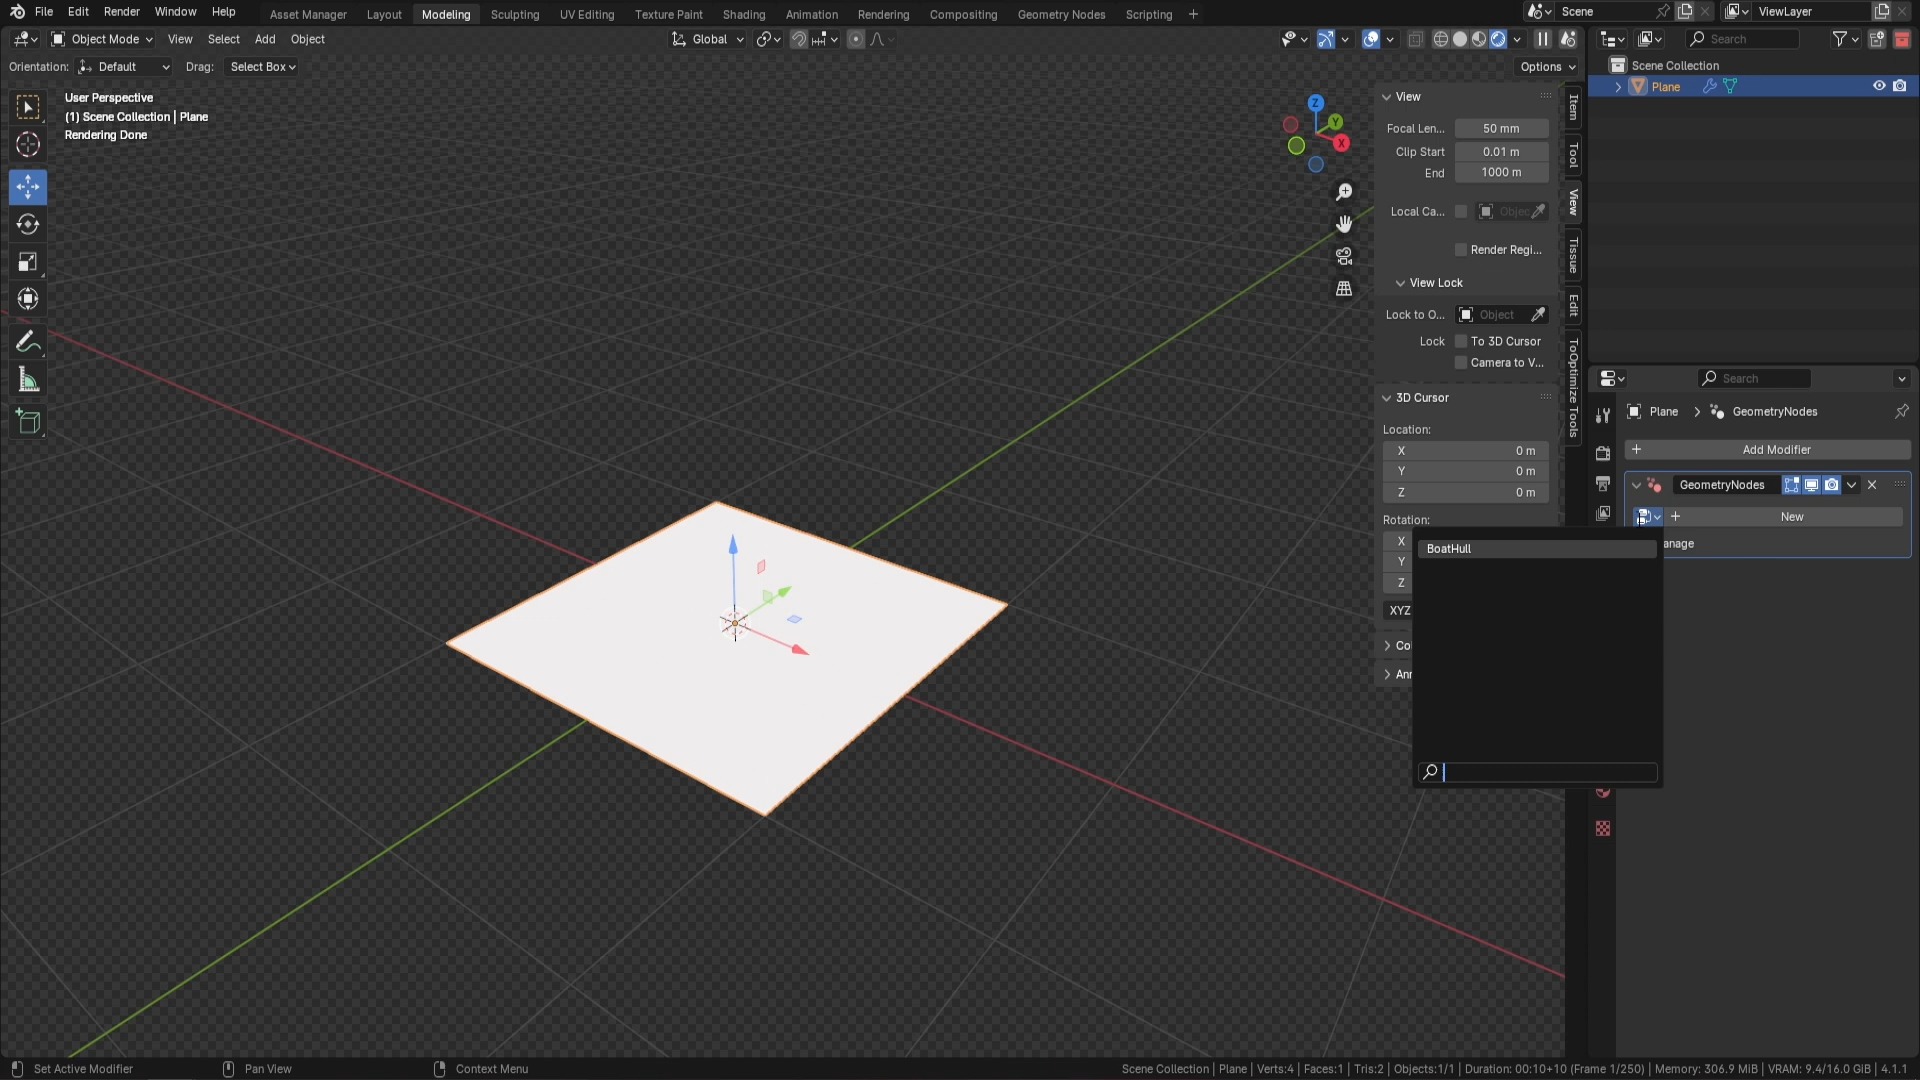 File Edit Render Window Help Asset Manager Layout Modeling Sculpting UV Editing Texture Paint Shading Animation Rendering Compositing Geometry Nodes Scripting + Scene ViewLayer
Object Mode View Select Add Object Global Search
Orientation: Default Drag: Select Box Options
User Perspective
(1) Scene Collection | Plane
Rendering Done
Z
Y
X
View
Focal Len... 50 mm
Clip Start 0.01 m
End 1000 m
Local Ca... Objec
Render Regi...
View Lock
Lock to O... Object
Lock To 3D Cursor
Camera to V...
3D Cursor
Location:
X 0 m
Y 0 m
Z 0 m
Rotation:
X
Y
Z
XYZ
Co
Ann
Item
Tool
View
Tissue
Edit
ToOptimize Tools
Scene Collection
Plane
Search
Plane > GeometryNodes
+ Add Modifier
GeometryNodes
+ New
anage
BoatHull
Set Active Modifier Pan View Context Menu Scene Collection | Plane | Verts:4 | Faces:1 | Tris:2 | Objects:1/1 | Duration: 00:10+10 (Frame 1/250) | Memory: 306.9 MiB | VRAM: 9.4/16.0 GiB | 4.1.1